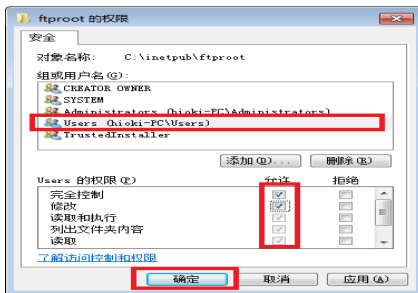 ftproot 的权限
安全
对象名称: C:\inetpub\ftproot
组或用户名(G):
CREATOR OWNER
SYSTEM
Administrators (hioki-PC\Administrators)
Users (hioki-PC\Users)
TrustedInstaller
添加(D)... 删除(R)
Users 的权限(P) 允许 拒绝
完全控制
修改
读取和执行
列出文件夹内容
读取
了解访问控制和权限
确定 取消 应用(A)